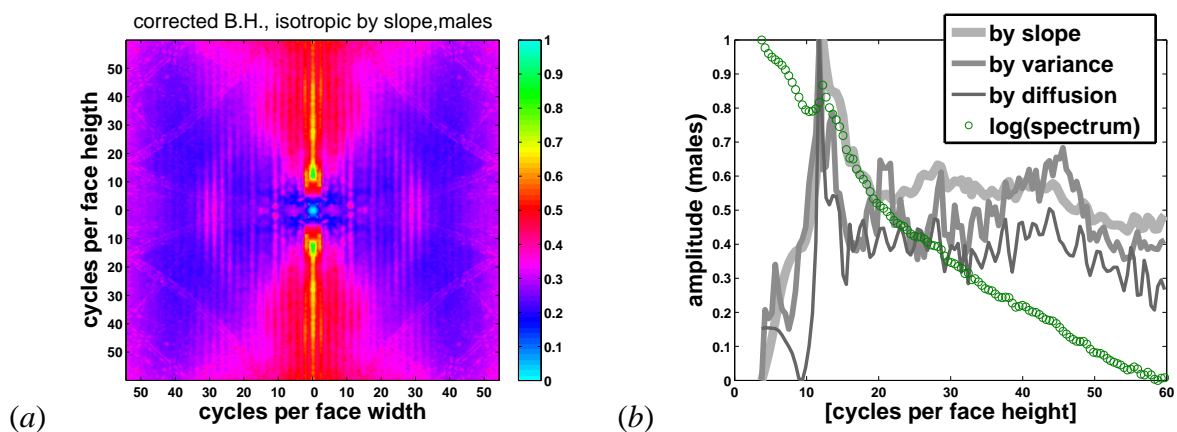 corrected B.H., isotropic by slope,males
50
40
30
20
10
0
10
20
30
40
50
cycles per face heigth
50 40 30 20 10 0 10 20 30 40 50
cycles per face width
1
0.9
0.8
0.7
0.6
0.5
0.4
0.3
0.2
0.1
0
(a)
by slope
by variance
by diffusion
log(spectrum)
1
0.9
0.8
0.7
0.6
0.5
0.4
0.3
0.2
0.1
0
amplitude (males)
0 10 20 30 40 50 60
[cycles per face height]
(b)